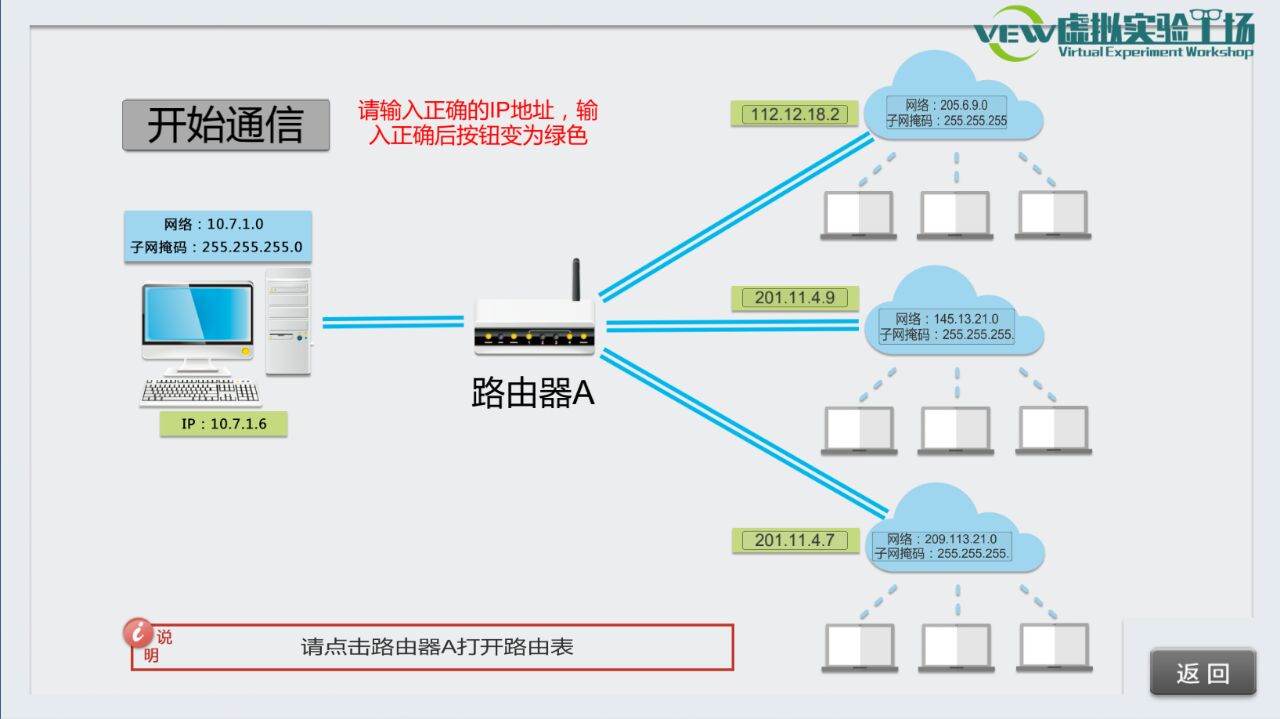 VEW虚拟实验工场
Virtual Experiment Workshop
开始通信
请输入正确的IP地址，输
入正确后按钮变为绿色
112.12.18.2
网络：205.6.9.0
子网掩码：255.255.255
网络：10.7.1.0
子网掩码：255.255.255.0
201.11.4.9
网络：145.13.21.0
子网掩码：255.255.255.
路由器A
IP：10.7.1.6
201.11.4.7
网络：209.113.21.0
子网掩码：255.255.255.
i 说
明
请点击路由器A打开路由表
返回